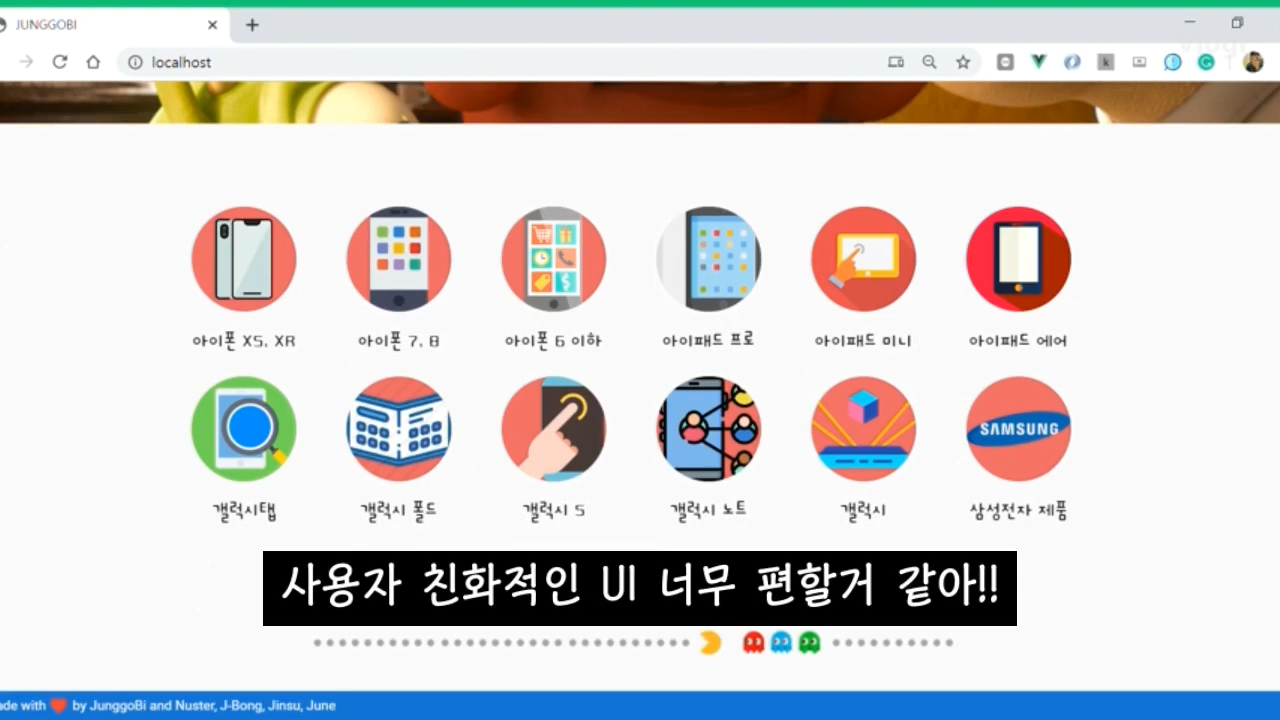 JUNGGOBI
localhost
아이폰 XS, XR
아이폰 7, 8
아이폰 6 이하
아이패드 프로
아이패드 미니
아이패드 에어
SAMSUNG
갤럭시탭
갤럭시 폴드
갤럭시 S
갤럭시 노트
갤럭시
삼성전자 제품
사용자 친화적인 UI 너무 편할거 같아!!
ade with ❤️ by JunggoBi and Nuster, J-Bong, Jinsu, June